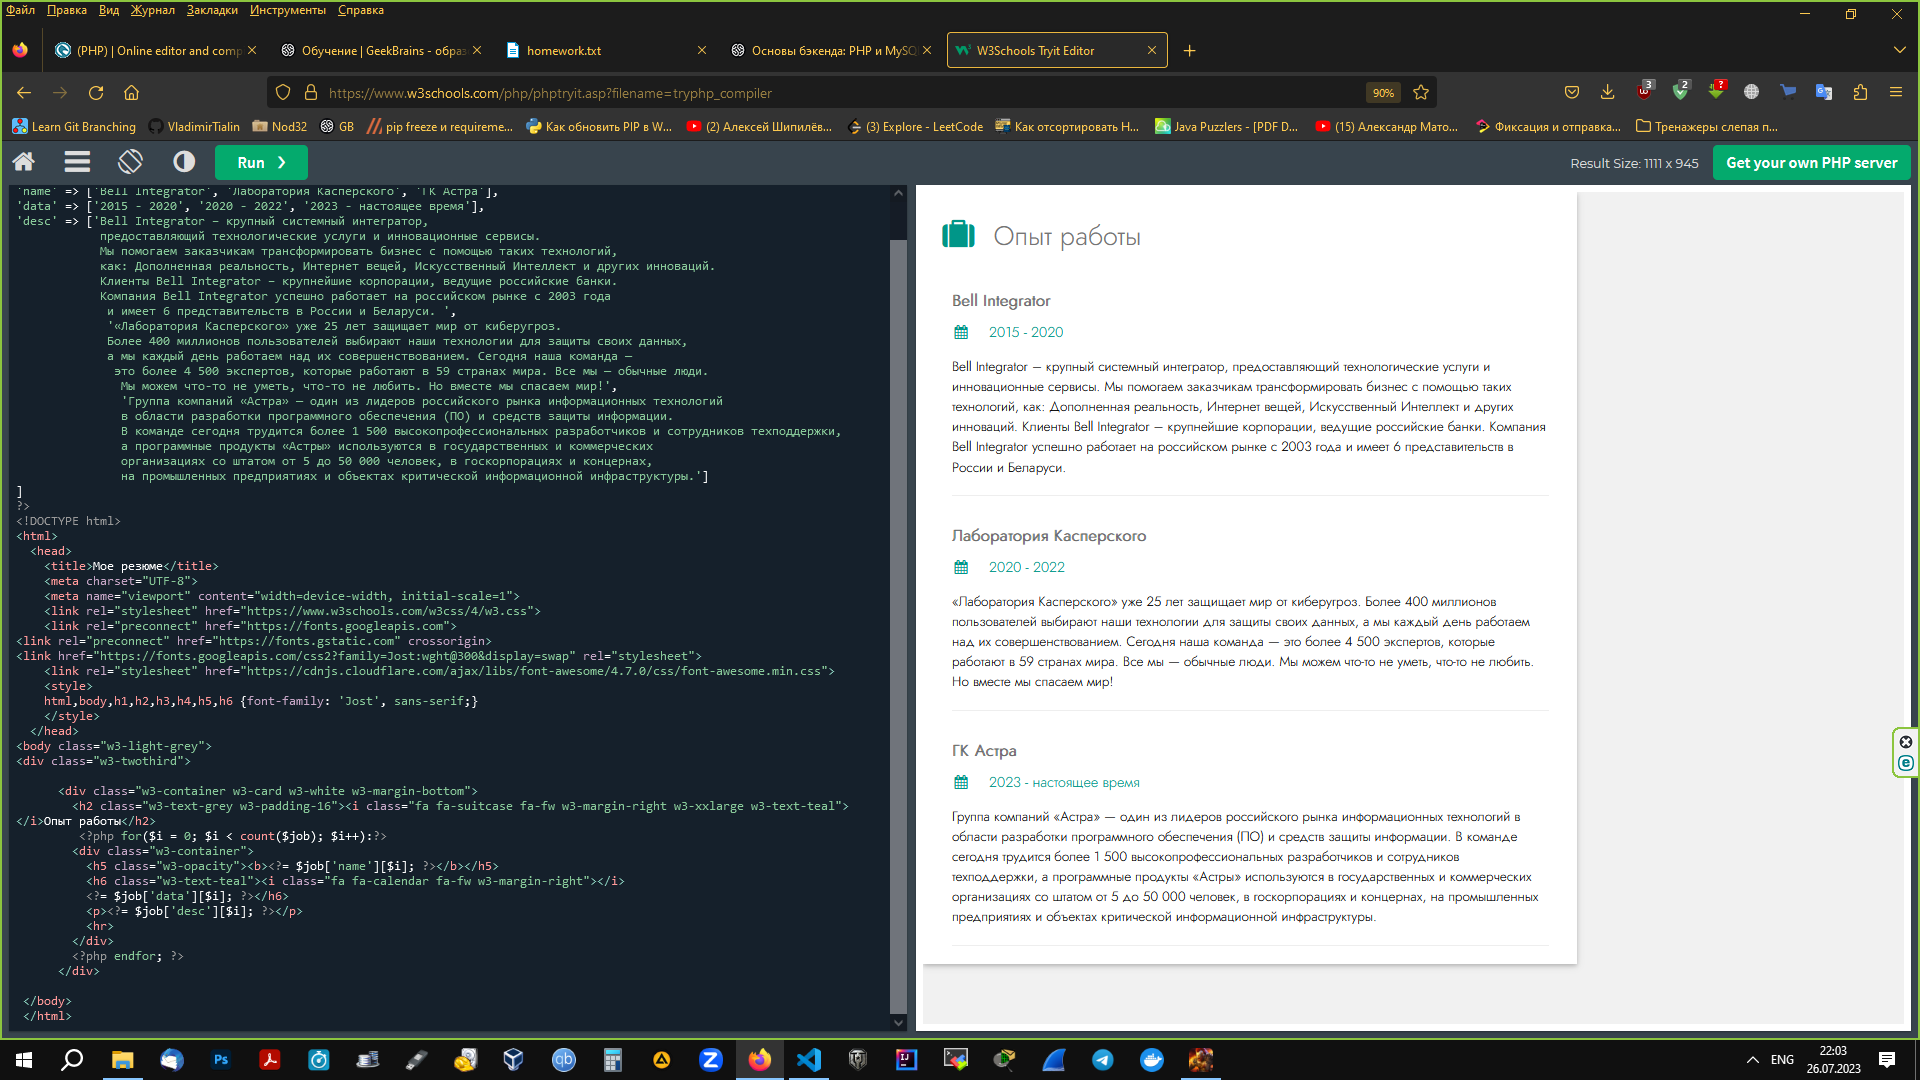 Файл Правка Вид Журнал Закладки Инструменты Справка
(PHP) | Online editor and comp
Обучение | GeekBrains - образ
homework.txt
Основы бэкенда: PHP и MySQ
W3Schools Tryit Editor
https://www.w3schools.com/php/phptryit.asp?filename=tryphp_compiler
90%
3
2
?
Learn Git Branching
VladimirTialin
Nod32
GB
pip freeze и requireme...
Как обновить PIP в W...
(2) Алексей Шипилёв...
(3) Explore - LeetCode
Как отсортировать H...
Java Puzzlers - [PDF D...
(15) Александр Мато...
Фиксация и отправка...
Тренажеры слепая п...
Run ❯
Result Size: 1111 x 945
Get your own PHP server
'name' => ['Bell Integrator', 'Лаборатория Касперского', 'ГК Астра'],
'data' => ['2015 - 2020', '2020 - 2022', '2023 - настоящее время'],
'desc' => ['Bell Integrator – крупный системный интегратор,
предоставляющий технологические услуги и инновационные сервисы.
Мы помогаем заказчикам трансформировать бизнес с помощью таких технологий,
как: Дополненная реальность, Интернет вещей, Искусственный Интеллект и других инноваций.
Клиенты Bell Integrator – крупнейшие корпорации, ведущие российские банки.
Компания Bell Integrator успешно работает на российском рынке с 2003 года
и имеет 6 представительств в России и Беларуси. ',
'«Лаборатория Касперского» уже 25 лет защищает мир от киберугроз.
Более 400 миллионов пользователей выбирают наши технологии для защиты своих данных,
а мы каждый день работаем над их совершенствованием. Сегодня наша команда —
это более 4 500 экспертов, которые работают в 59 странах мира. Все мы — обычные люди.
Мы можем что-то не уметь, что-то не любить. Но вместе мы спасаем мир!',
'Группа компаний «Астра» — один из лидеров российского рынка информационных технологий
в области разработки программного обеспечения (ПО) и средств защиты информации.
В команде сегодня трудится более 1 500 высокопрофессиональных разработчиков и сотрудников техподдержки,
а программные продукты «Астры» используются в государственных и коммерческих
организациях со штатом от 5 до 50 000 человек, в госкорпорациях и концернах,
на промышленных предприятиях и объектах критической информационной инфраструктуры.']
]
?>
<!DOCTYPE html>
<html>
<head>
<title>Мое резюме</title>
<meta charset="UTF-8">
<meta name="viewport" content="width=device-width, initial-scale=1">
<link rel="stylesheet" href="https://www.w3schools.com/w3css/4/w3.css">
<link rel="preconnect" href="https://fonts.googleapis.com">
<link rel="preconnect" href="https://fonts.gstatic.com" crossorigin>
<link href="https://fonts.googleapis.com/css2?family=Jost:wght@300&display=swap" rel="stylesheet">
<link rel="stylesheet" href="https://cdnjs.cloudflare.com/ajax/libs/font-awesome/4.7.0/css/font-awesome.min.css">
<style>
html,body,h1,h2,h3,h4,h5,h6 {font-family: 'Jost', sans-serif;}
</style>
</head>
<body class="w3-light-grey">
<div class="w3-twothird">
<div class="w3-container w3-card w3-white w3-margin-bottom">
<h2 class="w3-text-grey w3-padding-16"><i class="fa fa-suitcase fa-fw w3-margin-right w3-xxlarge w3-text-teal">
</i>Опыт работы</h2>
<?php for($i = 0; $i < count($job); $i++):?>
<div class="w3-container">
<h5 class="w3-opacity"><b><?= $job['name'][$i]; ?></b></h5>
<h6 class="w3-text-teal"><i class="fa fa-calendar fa-fw w3-margin-right"></i>
<?= $job['data'][$i]; ?></h6>
<p><?= $job['desc'][$i]; ?></p>
<hr>
</div>
<?php endfor; ?>
</div>
</body>
</html>
Опыт работы
Bell Integrator
2015 - 2020
Bell Integrator – крупный системный интегратор, предоставляющий технологические услуги и
инновационные сервисы. Мы помогаем заказчикам трансформировать бизнес с помощью таких
технологий, как: Дополненная реальность, Интернет вещей, Искусственный Интеллект и других
инноваций. Клиенты Bell Integrator – крупнейшие корпорации, ведущие российские банки. Компания
Bell Integrator успешно работает на российском рынке с 2003 года и имеет 6 представительств в
России и Беларуси.
Лаборатория Касперского
2020 - 2022
«Лаборатория Касперского» уже 25 лет защищает мир от киберугроз. Более 400 миллионов
пользователей выбирают наши технологии для защиты своих данных, а мы каждый день работаем
над их совершенствованием. Сегодня наша команда — это более 4 500 экспертов, которые
работают в 59 странах мира. Все мы — обычные люди. Мы можем что-то не уметь, что-то не любить.
Но вместе мы спасаем мир!
ГК Астра
2023 - настоящее время
Группа компаний «Астра» — один из лидеров российского рынка информационных технологий в
области разработки программного обеспечения (ПО) и средств защиты информации. В команде
сегодня трудится более 1 500 высокопрофессиональных разработчиков и сотрудников
техподдержки, а программные продукты «Астры» используются в государственных и коммерческих
организациях со штатом от 5 до 50 000 человек, в госкорпорациях и концернах, на промышленных
предприятиях и объектах критической информационной инфраструктуры.
Ps
qb
Z
IJ
ENG
22:03
26.07.2023